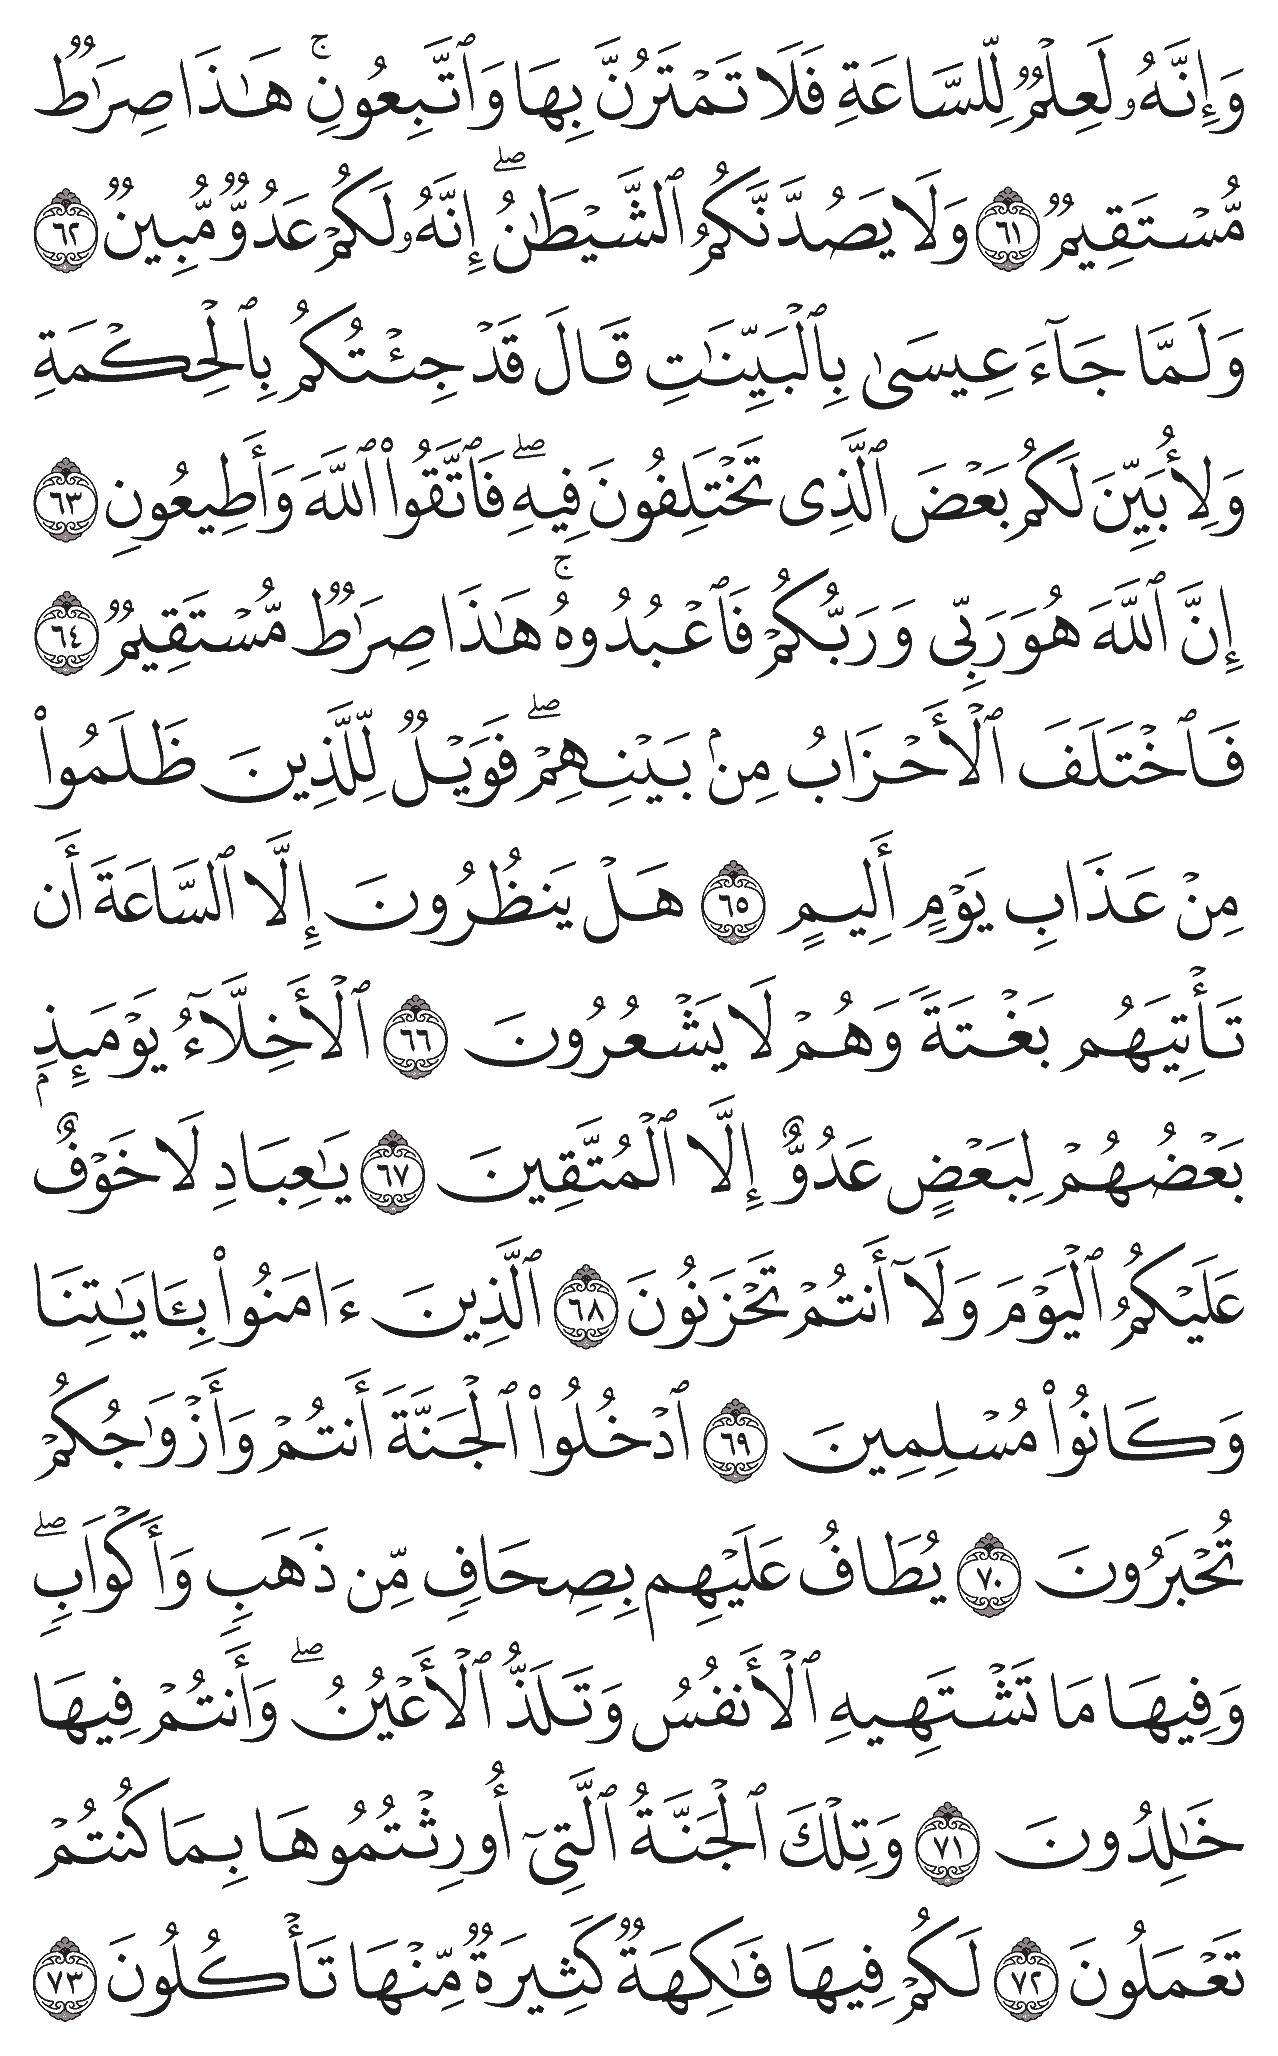 وَإِنَّهُۥ لَعِلۡمٞ لِّلسَّاعَةِ فَلَا تَمۡتَرُنَّ بِهَا وَٱتَّبِعُونِۚ هَٰذَا صِرَٰطٞ
مُّسۡتَقِيمٞ ٦١ وَلَا يَصُدَّنَّكُمُ ٱلشَّيۡطَٰنُۖ إِنَّهُۥ لَكُمۡ عَدُوّٞ مُّبِينٞ ٦٢
وَلَمَّا جَآءَ عِيسَىٰ بِٱلۡبَيِّنَٰتِ قَالَ قَدۡ جِئۡتُكُم بِٱلۡحِكۡمَةِ
وَلِأُبَيِّنَ لَكُم بَعۡضَ ٱلَّذِي تَخۡتَلِفُونَ فِيهِۖ فَٱتَّقُواْ ٱللَّهَ وَأَطِيعُونِ ٦٣
إِنَّ ٱللَّهَ هُوَ رَبِّي وَرَبُّكُمۡ فَٱعۡبُدُوهُۚ هَٰذَا صِرَٰطٞ مُّسۡتَقِيمٞ ٦٤
فَٱخۡتَلَفَ ٱلۡأَحۡزَابُ مِنۢ بَيۡنِهِمۡۖ فَوَيۡلٞ لِّلَّذِينَ ظَلَمُواْ
مِنۡ عَذَابِ يَوۡمٍ أَلِيمٍ ٦٥ هَلۡ يَنظُرُونَ إِلَّا ٱلسَّاعَةَ أَن
تَأۡتِيَهُم بَغۡتَةٗ وَهُمۡ لَا يَشۡعُرُونَ ٦٦ ٱلۡأَخِلَّآءُ يَوۡمَئِذِۭ
بَعۡضُهُمۡ لِبَعۡضٍ عَدُوٌّ إِلَّا ٱلۡمُتَّقِينَ ٦٧ يَٰعِبَادِ لَا خَوۡفٌ
عَلَيۡكُمُ ٱلۡيَوۡمَ وَلَآ أَنتُمۡ تَحۡزَنُونَ ٦٨ ٱلَّذِينَ ءَامَنُواْ بِـَٔايَٰتِنَا
وَكَانُواْ مُسۡلِمِينَ ٦٩ ٱدۡخُلُواْ ٱلۡجَنَّةَ أَنتُمۡ وَأَزۡوَٰجُكُمۡ
تُحۡبَرُونَ ٧٠ يُطَافُ عَلَيۡهِم بِصِحَافٖ مِّن ذَهَبٖ وَأَكۡوَابٖۖ
وَفِيهَا مَا تَشۡتَهِيهِ ٱلۡأَنفُسُ وَتَلَذُّ ٱلۡأَعۡيُنُۖ وَأَنتُمۡ فِيهَا
خَٰلِدُونَ ٧١ وَتِلۡكَ ٱلۡجَنَّةُ ٱلَّتِيٓ أُورِثۡتُمُوهَا بِمَا كُنتُمۡ
تَعۡمَلُونَ ٧٢ لَكُمۡ فِيهَا فَٰكِهَةٞ كَثِيرَةٞ مِّنۡهَا تَأۡكُلُونَ ٧٣